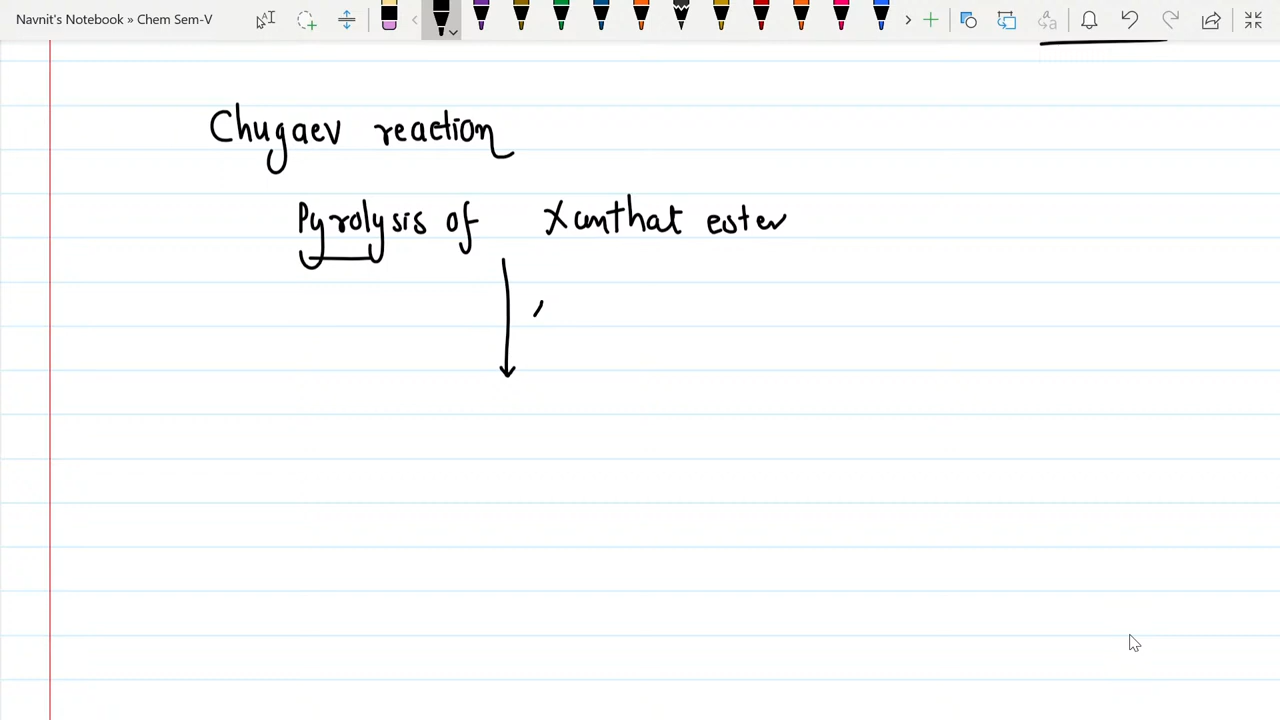 Navnit's Notebook » Chem Sem-V
Chugaev reaction
Pyrolysis of Xanthat ester